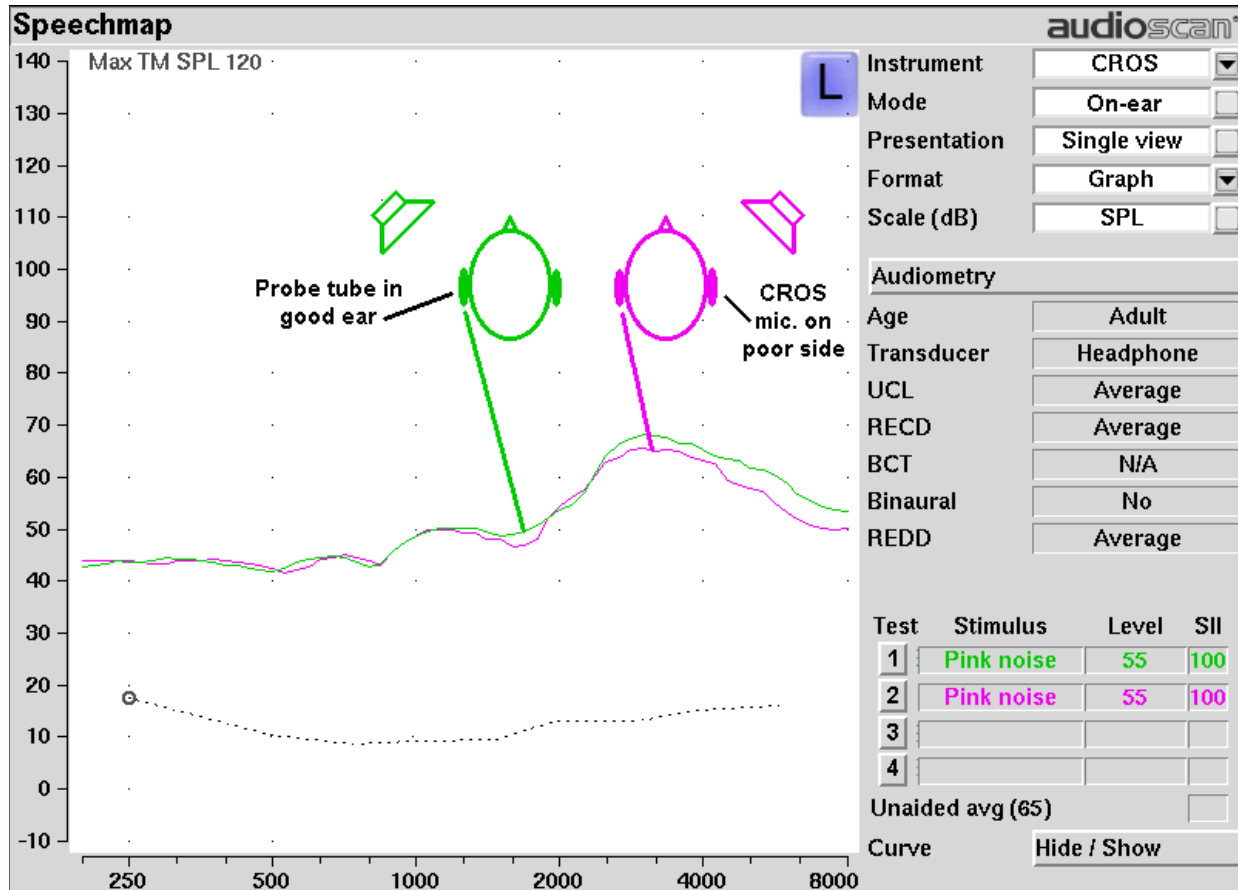 Speechmap
audioscan
Max TM SPL 120
L
140
130
120
110
100
90
80
70
60
50
40
30
20
10
0
-10
250 500 1000 2000 4000 8000
Probe tube in
good ear
CROS
mic. on
poor side
Instrument CROS
Mode On-ear
Presentation Single view
Format Graph
Scale (dB) SPL
Audiometry
Age Adult
Transducer Headphone
UCL Average
RECD Average
BCT N/A
Binaural No
REDD Average
Test Stimulus Level SII
1 Pink noise 55 100
2 Pink noise 55 100
3
4
Unaided avg (65)
Curve Hide / Show